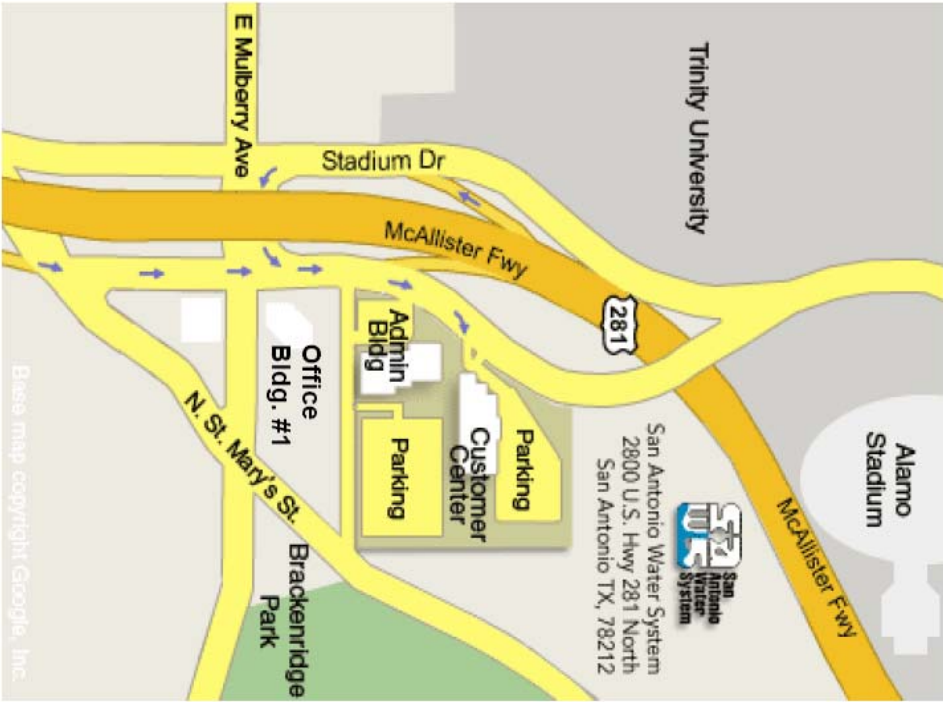 Trinity University
Alamo
Stadium
E Mulberry Ave
Stadium Dr
McAllister Fwy
281
McAllister Fwy
San
Antonio
Water
System
San Antonio Water System
2800 U.S. Hwy 281 North
San Antonio TX, 78212
Admin
Bldg
Parking
Customer
Center
Parking
Office
Bldg. #1
N. St. Mary's St.
Brackenridge
Park
Base map copyright Google, Inc.